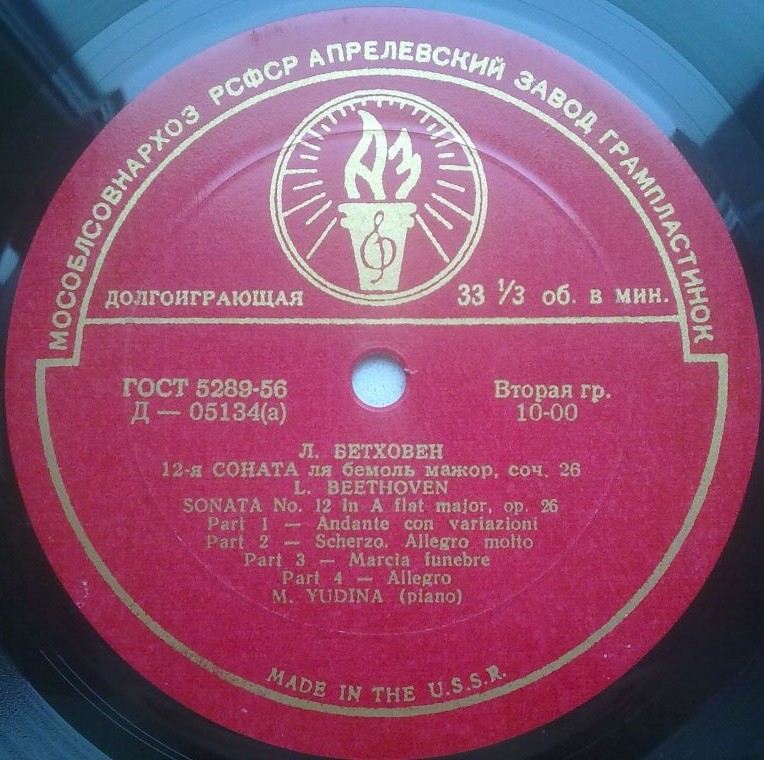 МОСОБЛСОВНАРХОЗ РСФСР АПРЕЛЕВСКИЙ ЗАВОД ГРАМПЛАСТИНОК
АЗ
ДОЛГОИГРАЮЩАЯ 33 ⅓ об. в мин.
ГОСТ 5289-56 Вторая гр.
Д — 05134(а) 10-00
Л. БЕТХОВЕН
12-я СОНАТА ля бемоль мажор, соч. 26
L. BEETHOVEN
SONATA No. 12 in A flat major, op. 26
Part 1 — Andante con variazioni
Part 2 — Scherzo. Allegro molto
Part 3 — Marcia funebre
Part 4 — Allegro
M. YUDINA (piano)
MADE IN THE U.S.S.R.